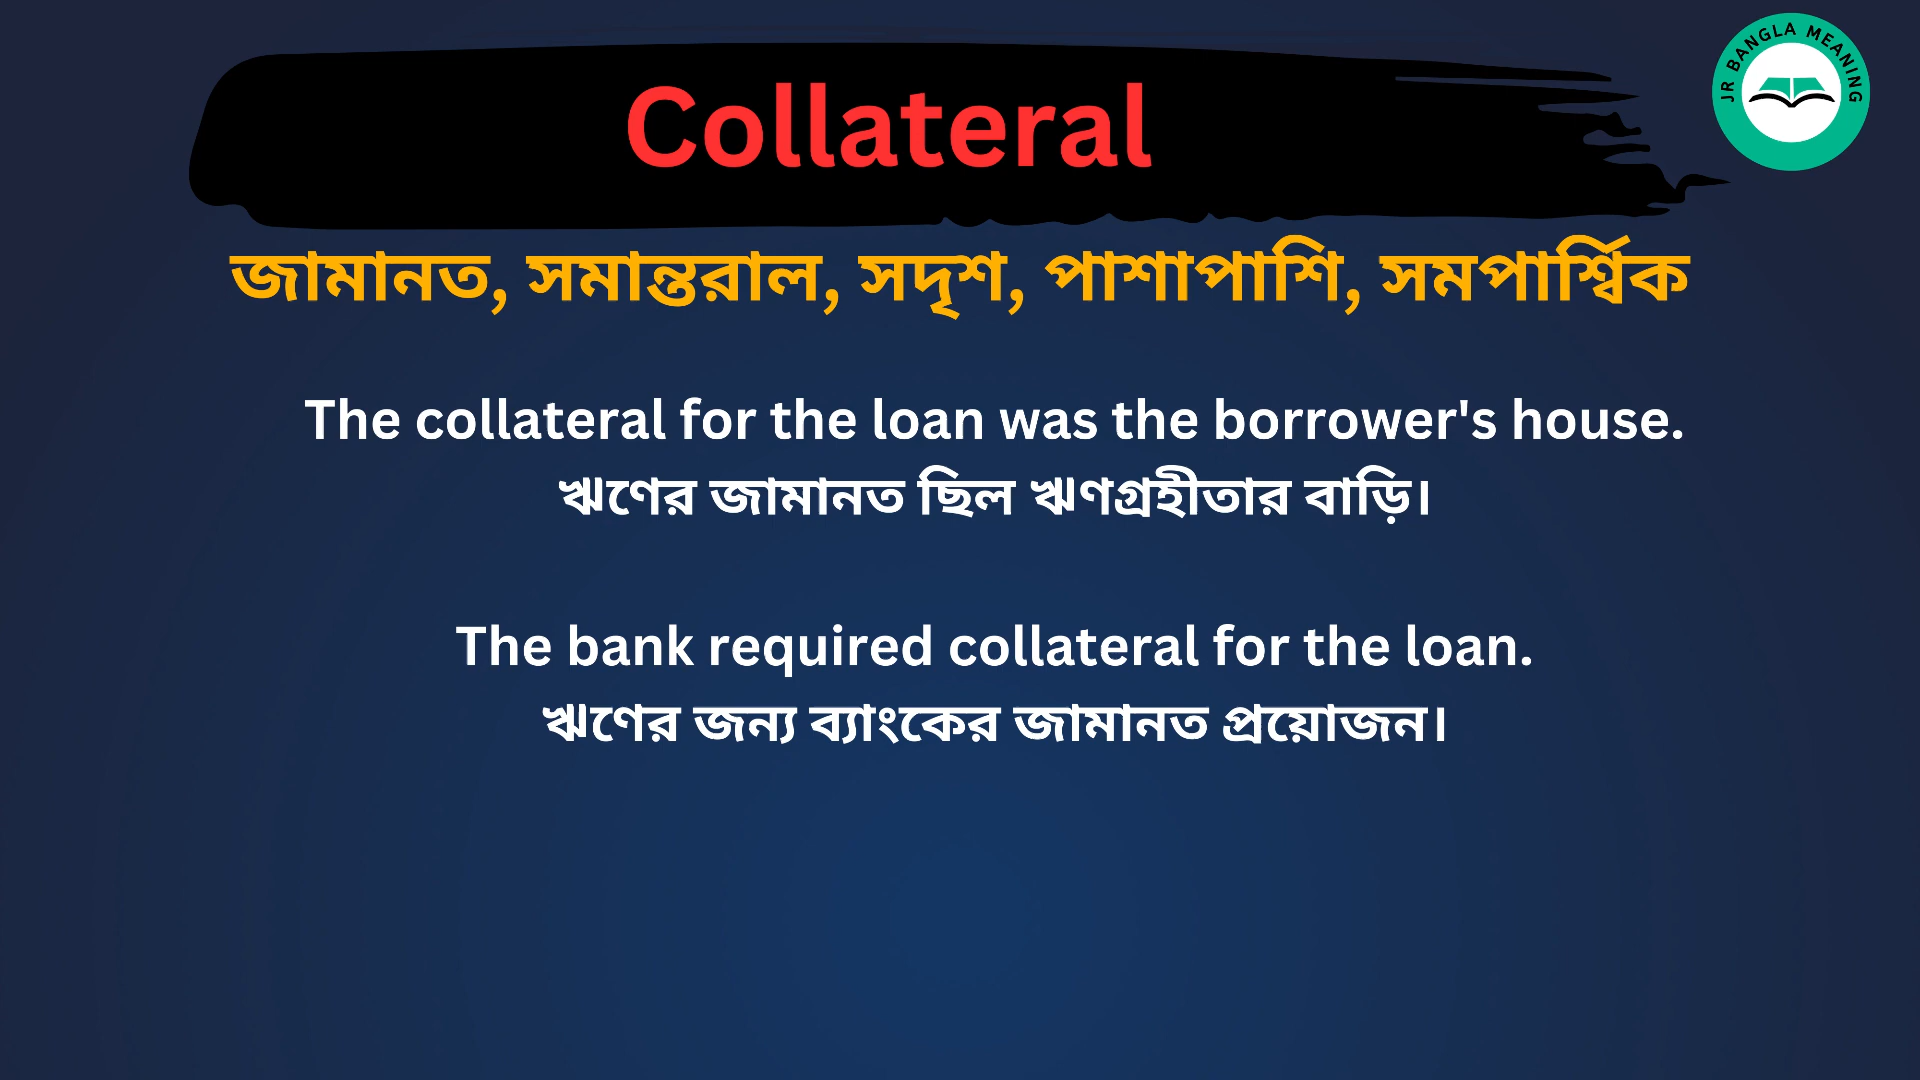 Collateral
JR BANGLA MEANING
জামানত, সমান্তরাল, সদৃশ, পাশাপাশি, সমপার্শ্বিক
The collateral for the loan was the borrower's house.
ঋণের জামানত ছিল ঋণগ্রহীতার বাড়ি।
The bank required collateral for the loan.
ঋণের জন্য ব্যাংকের জামানত প্রয়োজন।